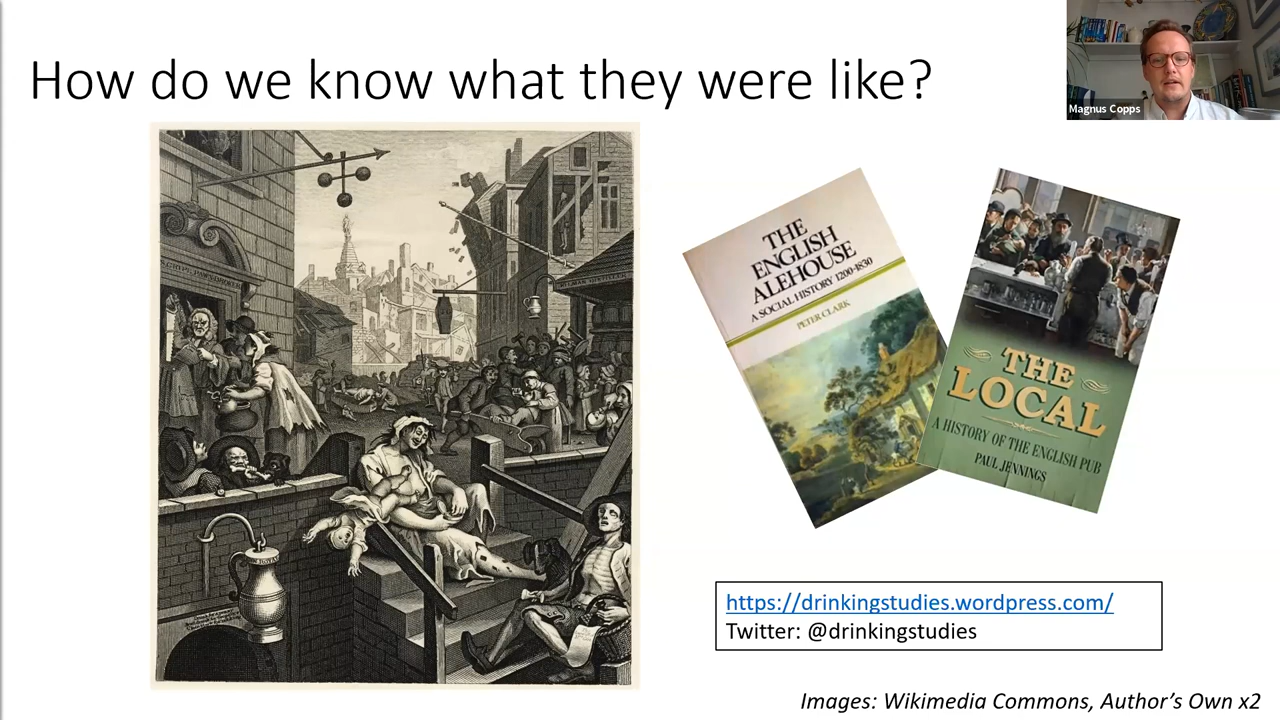 How do we know what they were like?
Magnus Copps
THE
ENGLISH
ALEHOUSE
A SOCIAL HISTORY 1200-1830
PETER CLARK
THE
LOCAL
A HISTORY OF THE ENGLISH PUB
PAUL JENNINGS
https://drinkingstudies.wordpress.com/
Twitter: @drinkingstudies
Images: Wikimedia Commons, Author's Own x2